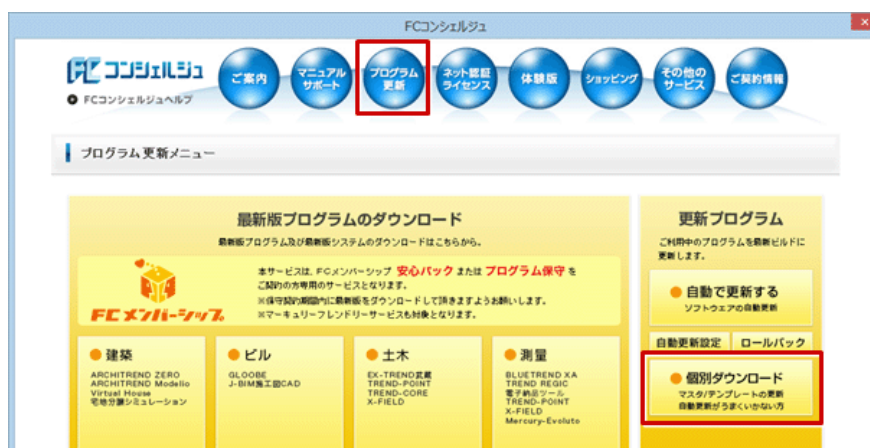 FCコンシェルジュ
×
FCコンシェルジュ
FCコンシェルジュヘルプ
ご案内
マニュアル
サポート
プログラム
更新
ネット認証
ライセンス
体験版
ショッピング
その他の
サービス
ご契約情報
プログラム更新メニュー
最新版プログラムのダウンロード
最新版プログラム及び最新版システムのダウンロードはこちらから。
FCメンバーシップ
本サービスは、FCメンバーシップ 安心パック または プログラム保守 を
ご契約の方専用のサービスとなります。
※保守契約期間内に最新版をダウンロードして頂きますようお願いします。
※マーキュリーフレンドリーサービスも対象となります。
建築
ARCHITREND ZERO
ARCHITREND Modelio
Virtual House
宅地分譲シミュレーション
ビル
GLOOBE
J-BIM施工図CAD
土木
EX-TREND武蔵
TREND-POINT
TREND-CORE
X-FIELD
測量
BLUETREND XA
TREND REGIC
電子納品ツール
TREND-POINT
X-FIELD
Mercury-Evoluto
更新プログラム
ご利用中のプログラムを最新ビルドに
更新します。
自動で更新する
ソフトウエアの自動更新
自動更新設定
ロールバック
個別ダウンロード
マスタ/テンプレートの更新
自動更新がうまくいかない方